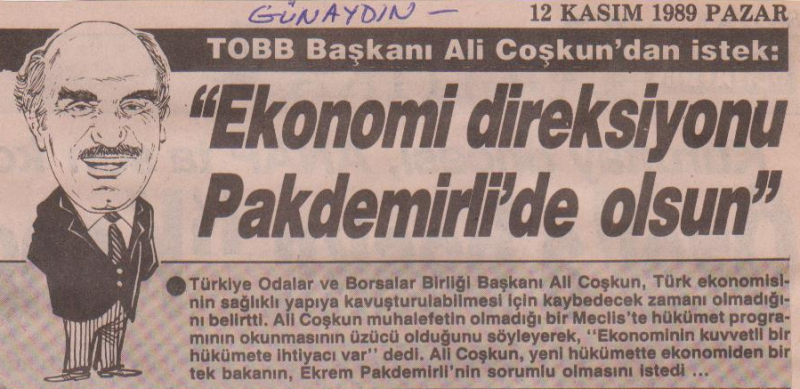 GÜNAYDIN —
12 KASIM 1989 PAZAR
TOBB Başkanı Ali Coşkun'dan istek:
"Ekonomi direksiyonu
Pakdemirli'de olsun"
● Türkiye Odalar ve Borsalar Birliği Başkanı Ali Coşkun, Türk ekonomisi-
nin sağlıklı yapıya kavuşturulabilmesi için kaybedecek zamanı olmadığı-
nı belirtti. Ali Coşkun muhalefetin olmadığı bir Meclis'te hükümet progra-
mının okunmasının üzücü olduğunu söyleyerek, "Ekonominin kuvvetli bir
hükümete ihtiyacı var" dedi. Ali Coşkun, yeni hükümette ekonomiden bir
tek bakanın, Ekrem Pakdemirli'nin sorumlu olmasını istedi ...